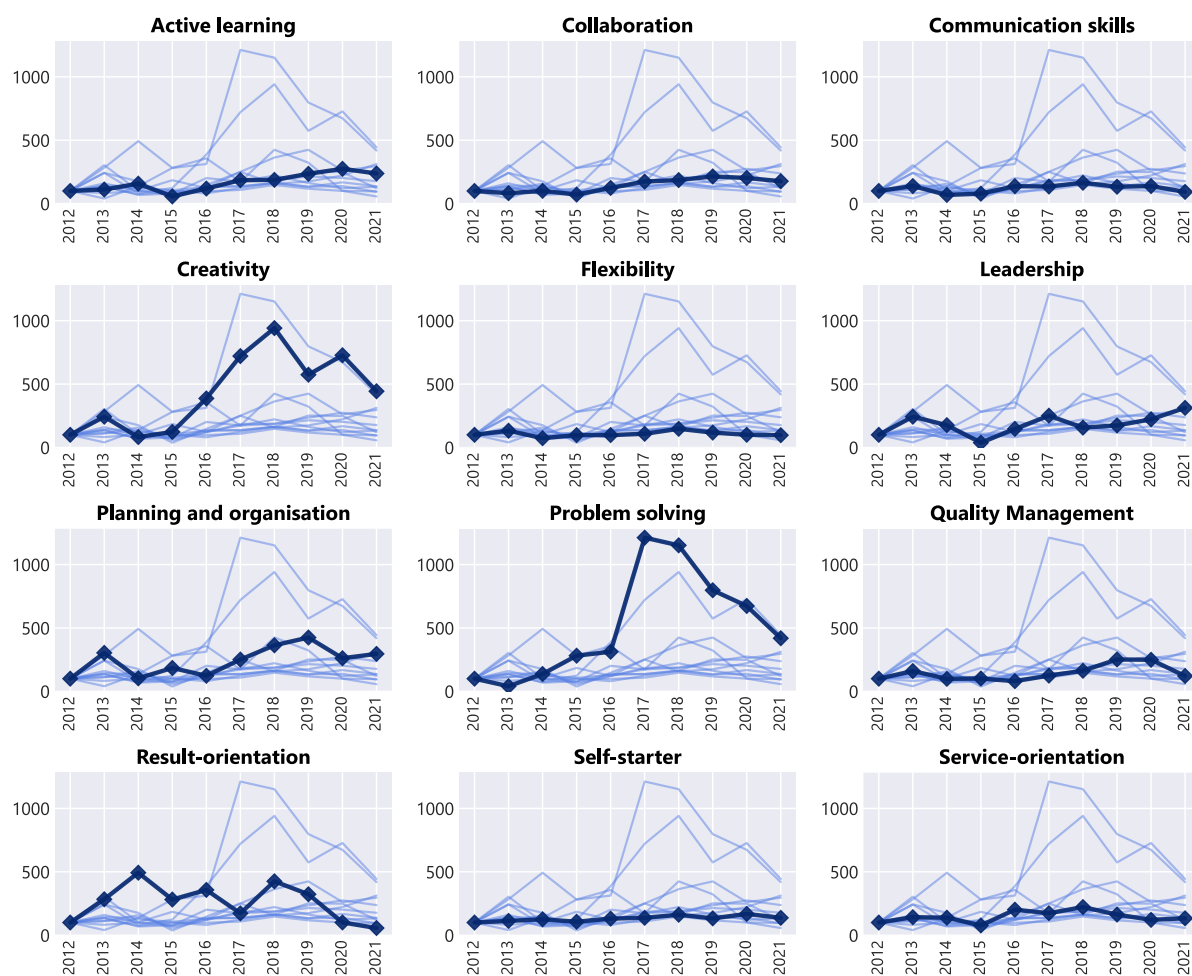 Active learning
Collaboration
Communication skills
1000
500
0
1000
500
0
1000
500
0
2012 2013 2014 2015 2016 2017 2018 2019 2020 2021
2012 2013 2014 2015 2016 2017 2018 2019 2020 2021
2012 2013 2014 2015 2016 2017 2018 2019 2020 2021
Creativity
Flexibility
Leadership
1000
500
0
1000
500
0
1000
500
0
2012 2013 2014 2015 2016 2017 2018 2019 2020 2021
2012 2013 2014 2015 2016 2017 2018 2019 2020 2021
2012 2013 2014 2015 2016 2017 2018 2019 2020 2021
Planning and organisation
Problem solving
Quality Management
1000
500
0
1000
500
0
1000
500
0
2012 2013 2014 2015 2016 2017 2018 2019 2020 2021
2012 2013 2014 2015 2016 2017 2018 2019 2020 2021
2012 2013 2014 2015 2016 2017 2018 2019 2020 2021
Result-orientation
Self-starter
Service-orientation
1000
500
0
1000
500
0
1000
500
0
2012 2013 2014 2015 2016 2017 2018 2019 2020 2021
2012 2013 2014 2015 2016 2017 2018 2019 2020 2021
2012 2013 2014 2015 2016 2017 2018 2019 2020 2021